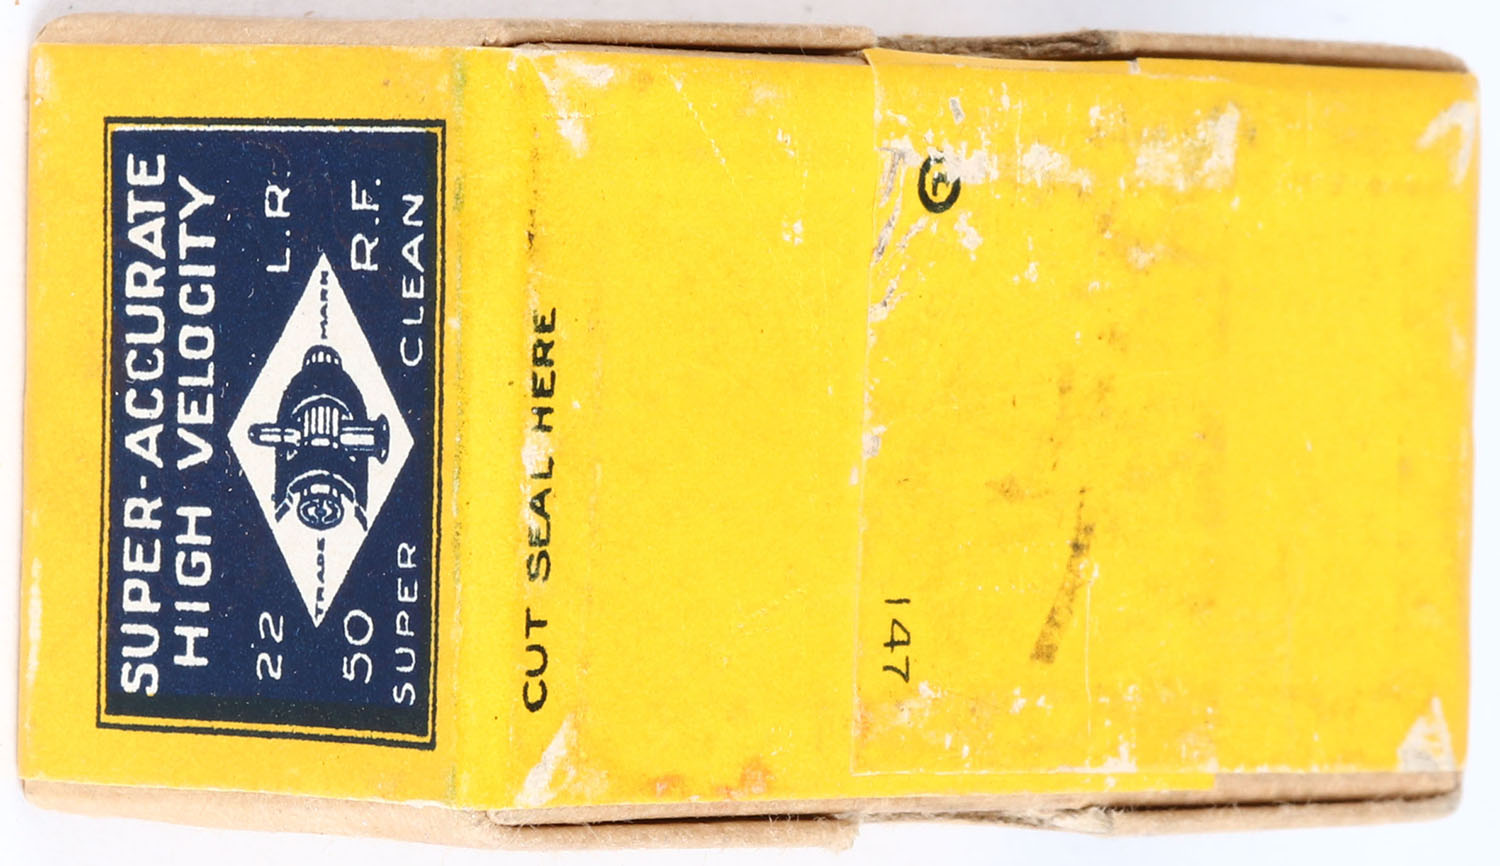 SUPER-ACCURATE
HIGH VELOCITY
22 L.R.
TRADE MARK
50 R.F.
SUPER CLEAN
CUT SEAL HERE
147